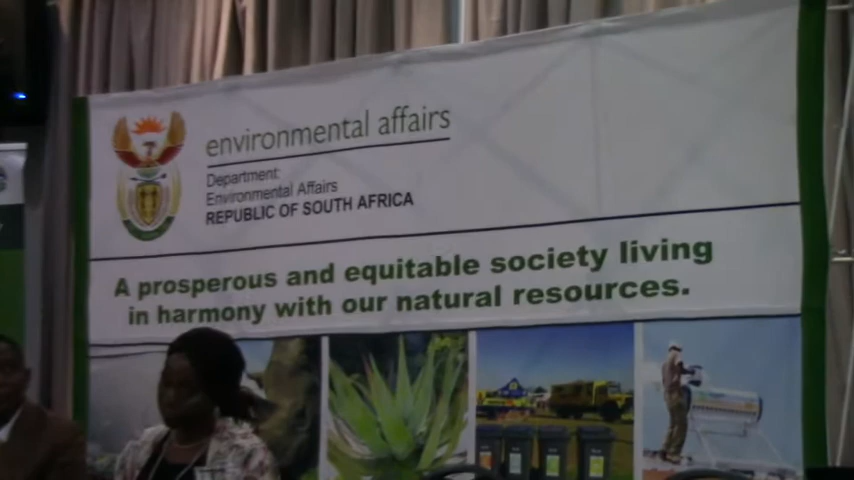 environmental affairs
Department:
Environmental Affairs
REPUBLIC OF SOUTH AFRICA
A prosperous and equitable society living
in harmony with our natural resources.